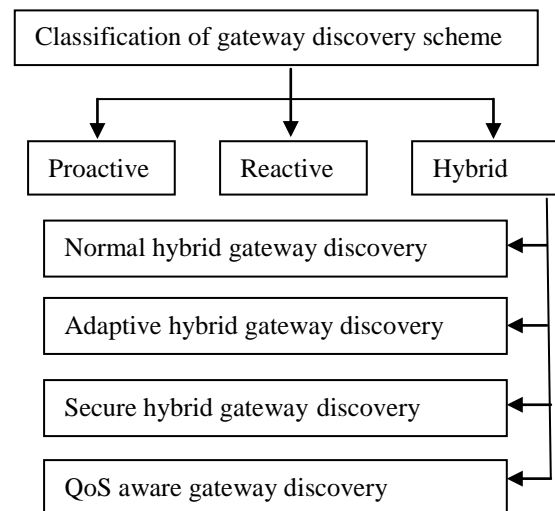 Classification of gateway discovery scheme
Proactive
Reactive
Hybrid
Normal hybrid gateway discovery
Adaptive hybrid gateway discovery
Secure hybrid gateway discovery
QoS aware gateway discovery